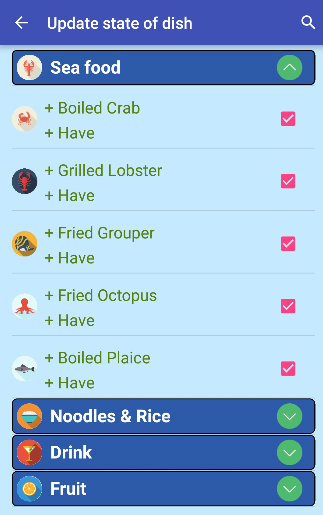 Update state of dish
Sea food
+ Boiled Crab
+ Have
+ Grilled Lobster
+ Have
+ Fried Grouper
+ Have
+ Fried Octopus
+ Have
+ Boiled Plaice
+ Have
Noodles & Rice
Drink
Fruit